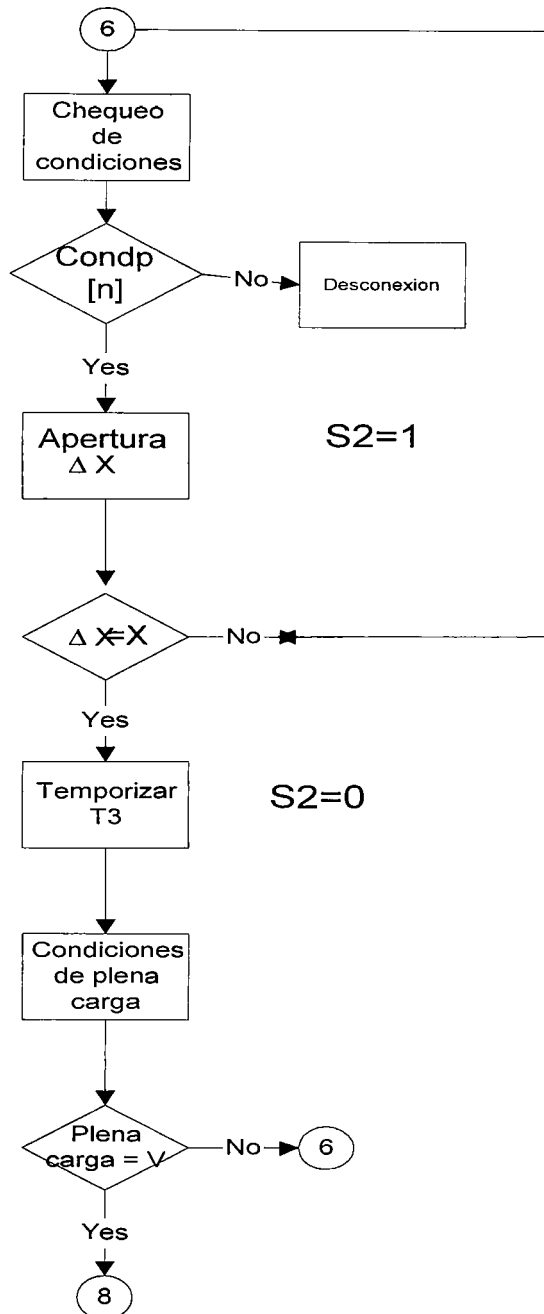 6
Chequeo
de
condiciones
Condp
[n]
No
Desconexion
Yes
Apertura
Δ X
S2=1
Δ X=X
No
Yes
Temporizar
T3
S2=0
Condiciones
de plena
carga
Plena
carga = V
No
6
Yes
8